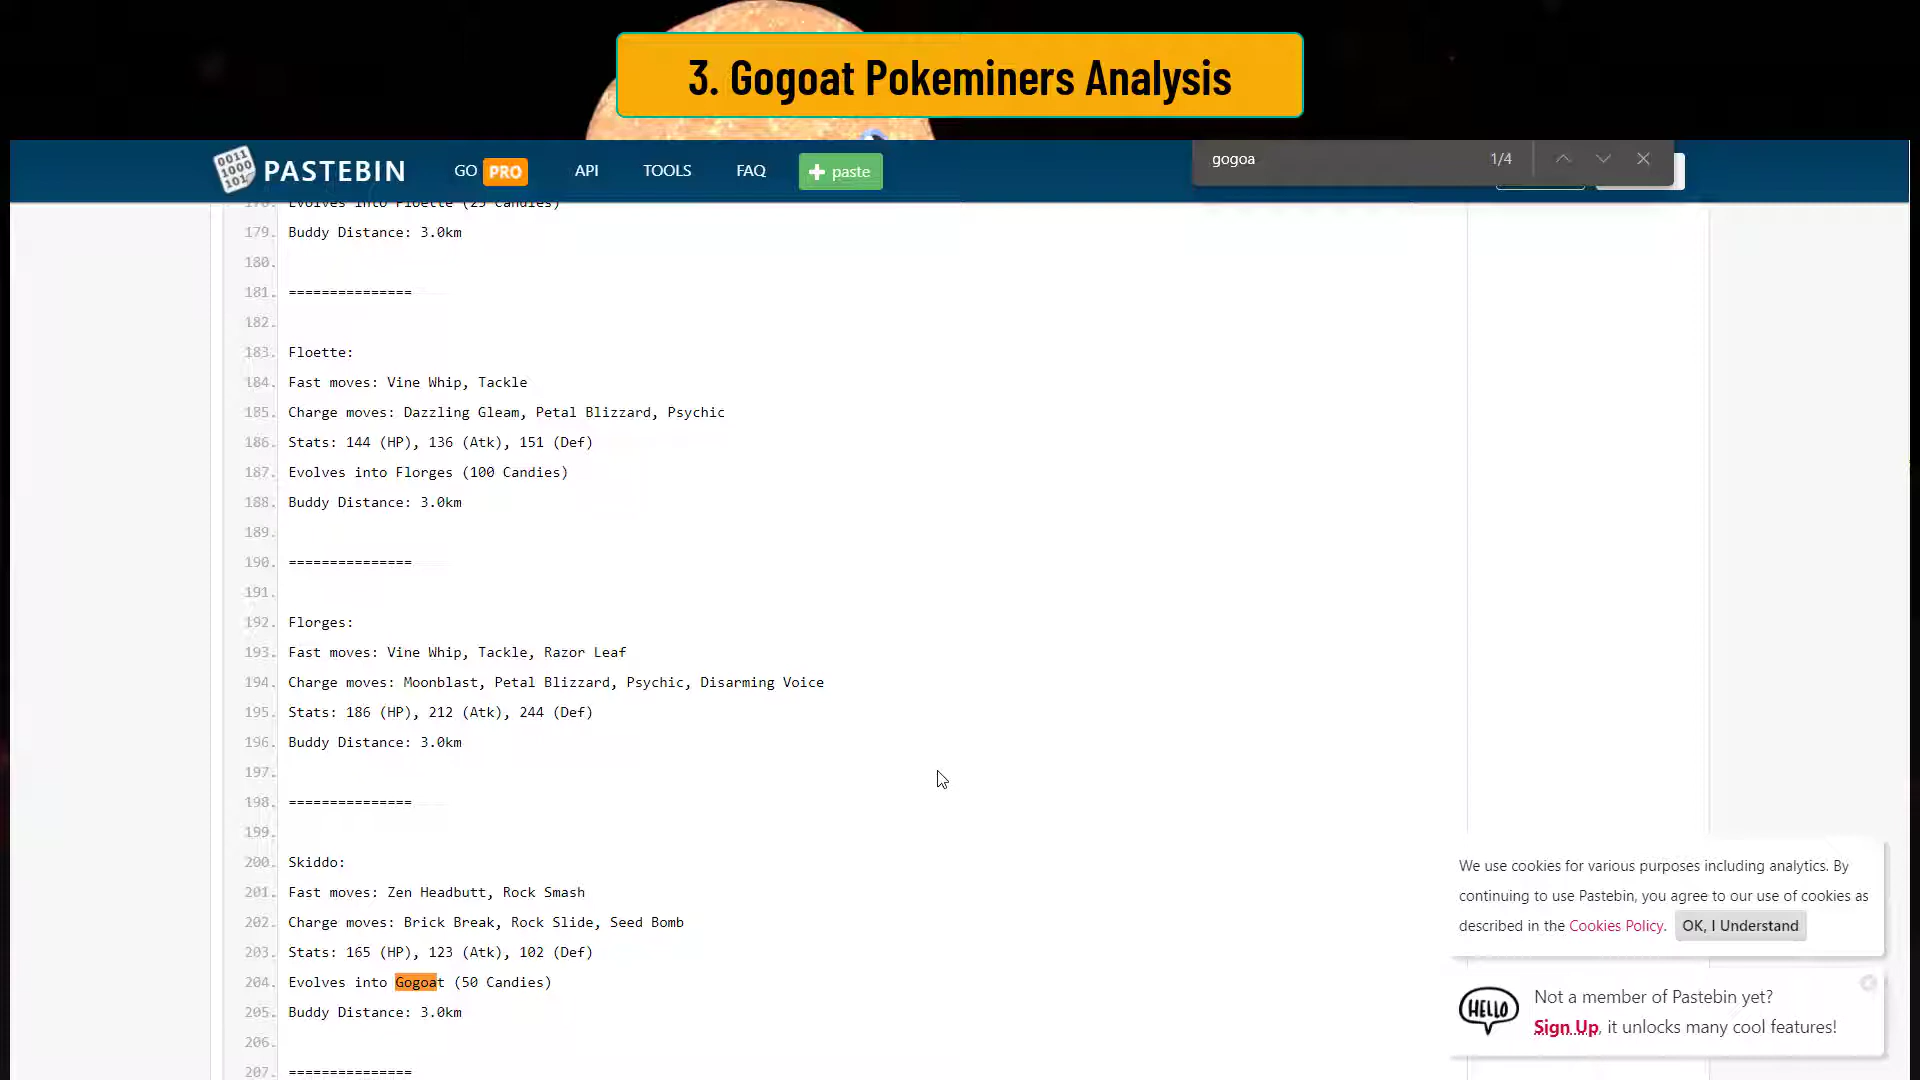 3. Gogoat Pokeminers Analysis
PASTEBIN GO PRO API TOOLS FAQ + paste
gogoa 1/4
178. Evolves into Floette (25 Candies)
179. Buddy Distance: 3.0km
180.
181. ===============
182.
183. Floette:
184. Fast moves: Vine Whip, Tackle
185. Charge moves: Dazzling Gleam, Petal Blizzard, Psychic
186. Stats: 144 (HP), 136 (Atk), 151 (Def)
187. Evolves into Florges (100 Candies)
188. Buddy Distance: 3.0km
189.
190. ===============
191.
192. Florges:
193. Fast moves: Vine Whip, Tackle, Razor Leaf
194. Charge moves: Moonblast, Petal Blizzard, Psychic, Disarming Voice
195. Stats: 186 (HP), 212 (Atk), 244 (Def)
196. Buddy Distance: 3.0km
197.
198. ===============
199.
200. Skiddo:
201. Fast moves: Zen Headbutt, Rock Smash
202. Charge moves: Brick Break, Rock Slide, Seed Bomb
203. Stats: 165 (HP), 123 (Atk), 102 (Def)
204. Evolves into Gogoat (50 Candies)
205. Buddy Distance: 3.0km
206.
207. ===============
We use cookies for various purposes including analytics. By
continuing to use Pastebin, you agree to our use of cookies as
described in the Cookies Policy. OK, I Understand
HELLO
Not a member of Pastebin yet?
Sign Up, it unlocks many cool features!